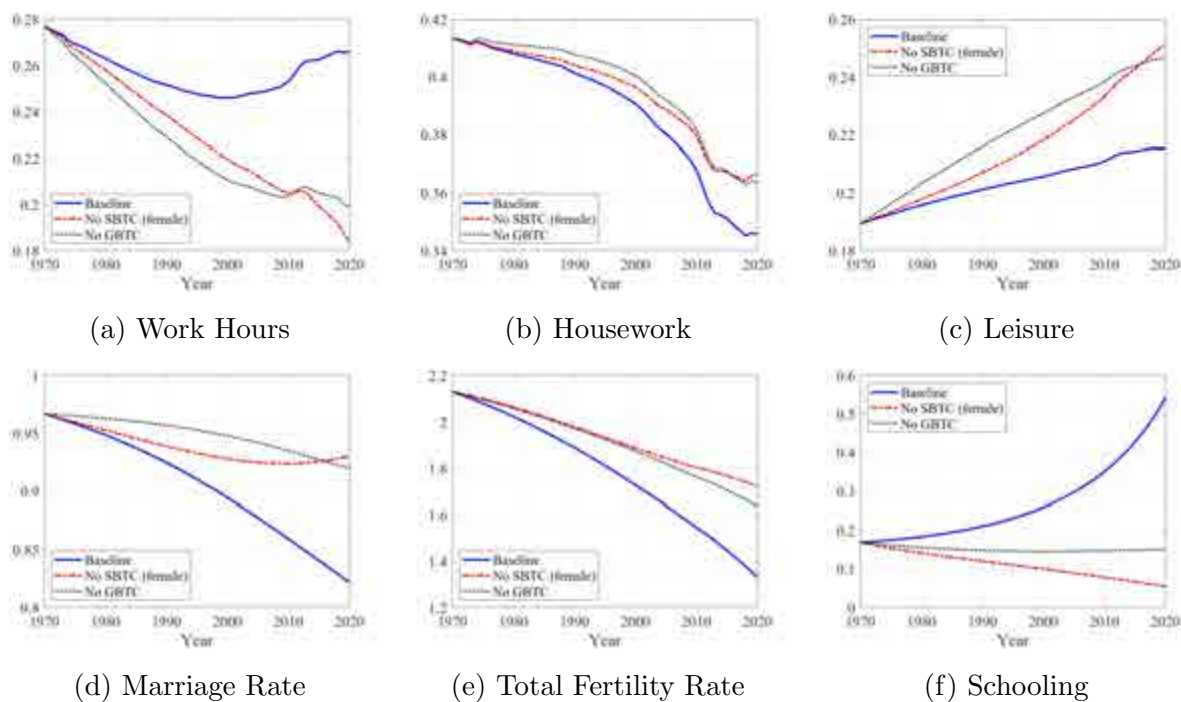 0.28
0.26
0.24
0.22
0.2
0.18
Baseline
No SBTC (female)
No GBTC
1970 1980 1990 2000 2010 2020
Year
(a) Work Hours
0.42
0.4
0.38
0.36
0.34
Baseline
No SBTC (female)
No GBTC
1970 1980 1990 2000 2010 2020
Year
(b) Housework
0.26
0.24
0.22
0.2
0.18
Baseline
No SBTC (female)
No GBTC
1970 1980 1990 2000 2010 2020
Year
(c) Leisure
1
0.95
0.9
0.85
0.8
Baseline
No SBTC (female)
No GBTC
1970 1980 1990 2000 2010 2020
Year
(d) Marriage Rate
2.2
2
1.8
1.6
1.4
1.2
Baseline
No SBTC (female)
No GBTC
1970 1980 1990 2000 2010 2020
Year
(e) Total Fertility Rate
0.6
0.5
0.4
0.3
0.2
0.1
0
Baseline
No SBTC (female)
No GBTC
1970 1980 1990 2000 2010 2020
Year
(f) Schooling